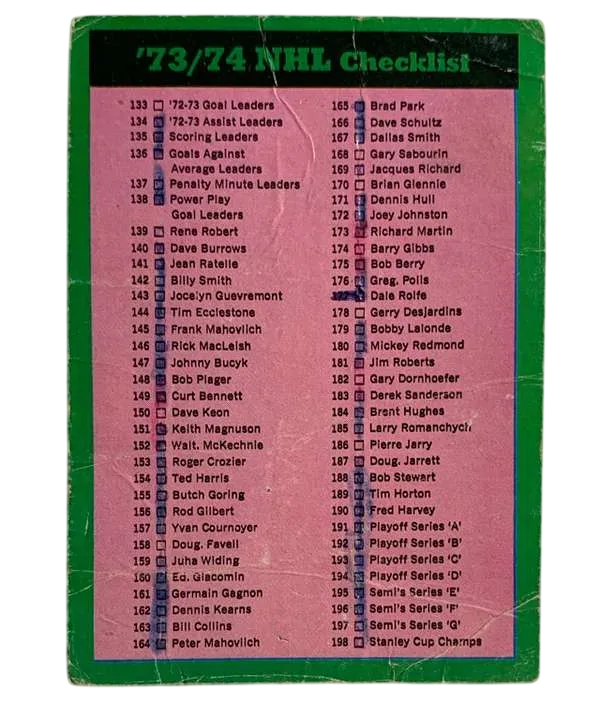 '73/74 NHL Checklist
133 '72-73 Goal Leaders
134 '72-73 Assist Leaders
135 Scoring Leaders
136 Goals Against
Average Leaders
137 Penalty Minute Leaders
138 Power Play
Goal Leaders
139 Rene Robert
140 Dave Burrows
141 Jean Ratelle
142 Billy Smith
143 Jocelyn Guevremont
144 Tim Ecclestone
145 Frank Mahovlich
146 Rick MacLeish
147 Johnny Bucyk
148 Bob Plager
149 Curt Bennett
150 Dave Keon
151 Keith Magnuson
152 Walt. McKechnie
153 Roger Crozier
154 Ted Harris
155 Butch Goring
156 Rod Gilbert
157 Yvan Cournoyer
158 Doug. Favell
159 Juha Widing
160 Ed. Giacomin
161 Germain Gagnon
162 Dennis Kearns
163 Bill Collins
164 Peter Mahovlich
165 Brad Park
166 Dave Schultz
167 Dallas Smith
168 Gary Sabourin
169 Jacques Richard
170 Brian Glennie
171 Dennis Hull
172 Joey Johnston
173 Richard Martin
174 Barry Gibbs
175 Bob Berry
176 Greg. Polis
177 Dale Rolfe
178 Gerry Desjardins
179 Bobby Lalonde
180 Mickey Redmond
181 Jim Roberts
182 Gary Dornhoefer
183 Derek Sanderson
184 Brent Hughes
185 Larry Romanchych
186 Pierre Jarry
187 Doug. Jarrett
188 Bob Stewart
189 Tim Horton
190 Fred Harvey
191 Playoff Series 'A'
192 Playoff Series 'B'
193 Playoff Series 'C'
194 Playoff Series 'D'
195 Semi's Series 'E'
196 Semi's Series 'F'
197 Semi's Series 'G'
198 Stanley Cup Champs